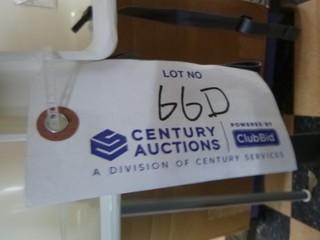 LOT NO
66D
CENTURY AUCTIONS
POWERED BY
ClubBid
A DIVISION OF CENTURY SERVICES